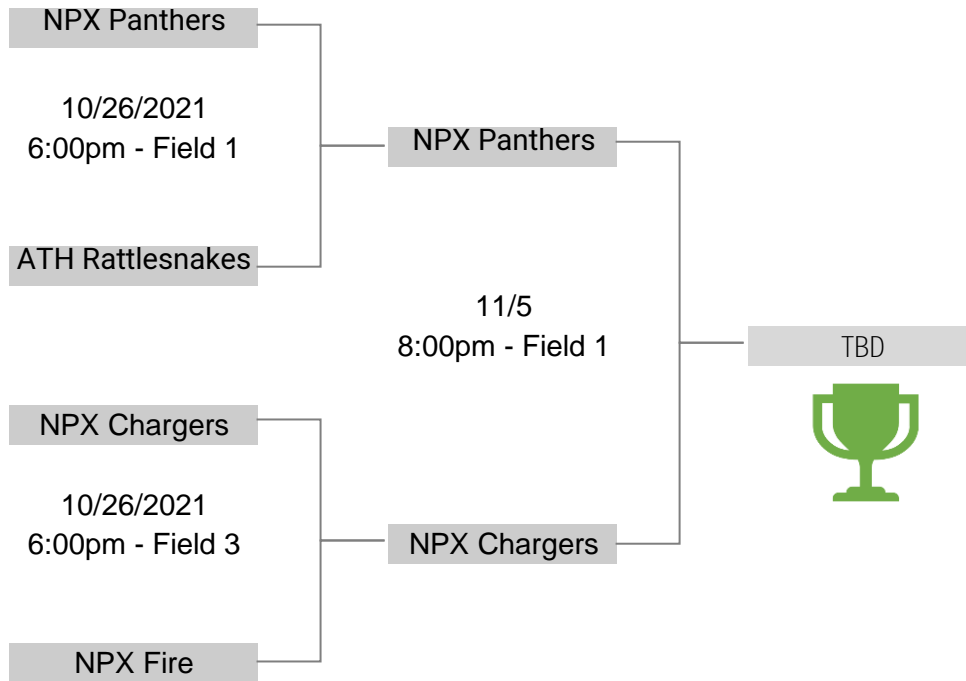 NPX Panthers
10/26/2021
6:00pm - Field 1
ATH Rattlesnakes
NPX Chargers
10/26/2021
6:00pm - Field 3
NPX Fire
NPX Panthers
11/5
8:00pm - Field 1
NPX Chargers
TBD